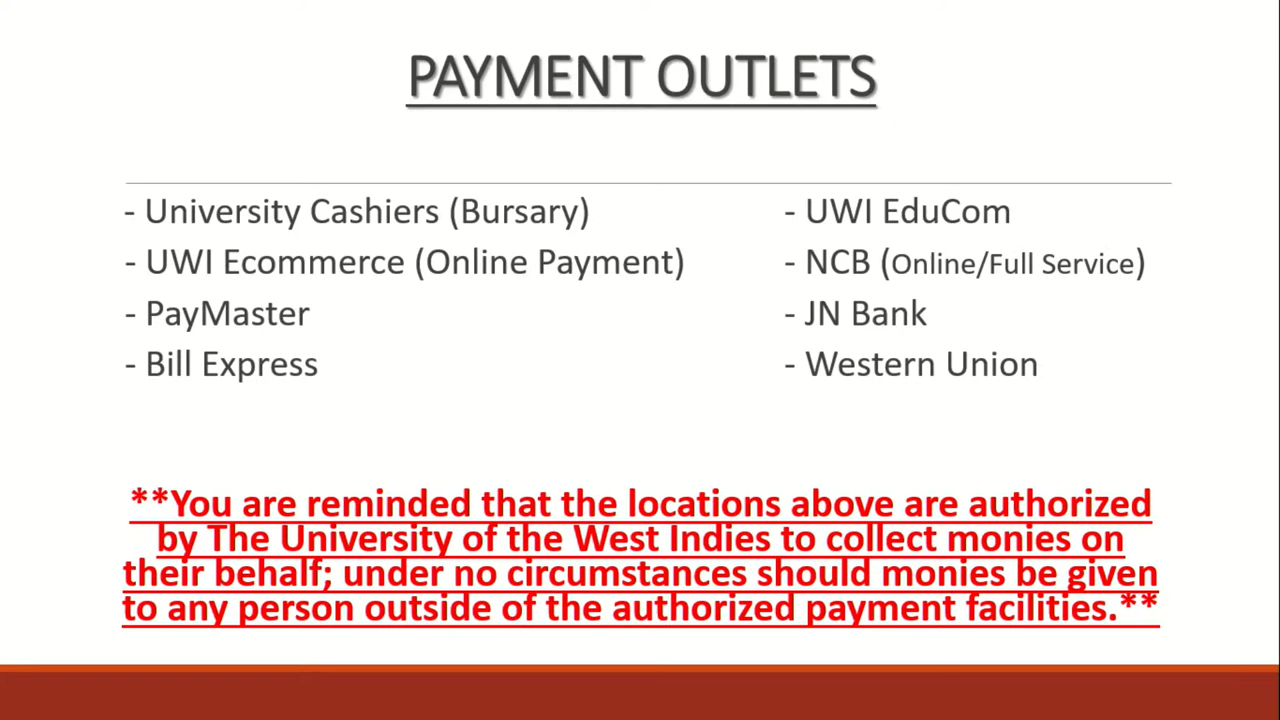 PAYMENT OUTLETS
- University Cashiers (Bursary)
- UWI Ecommerce (Online Payment)
- PayMaster
- Bill Express
- UWI EduCom
- NCB (Online/Full Service)
- JN Bank
- Western Union
**You are reminded that the locations above are authorized
by The University of the West Indies to collect monies on
their behalf; under no circumstances should monies be given
to any person outside of the authorized payment facilities.**